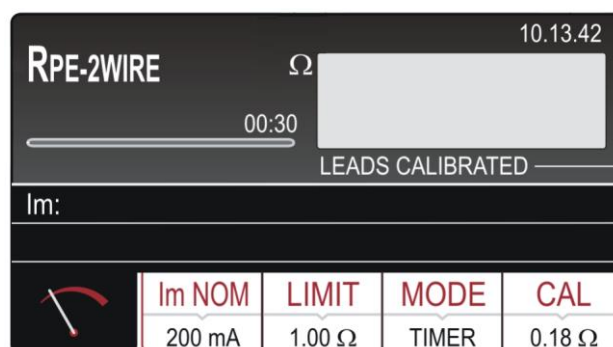 10.13.42
RPE-2WIRE Ω
00:30
LEADS CALIBRATED
Im:
Im NOM LIMIT MODE CAL
200 mA 1.00 Ω TIMER 0.18 Ω